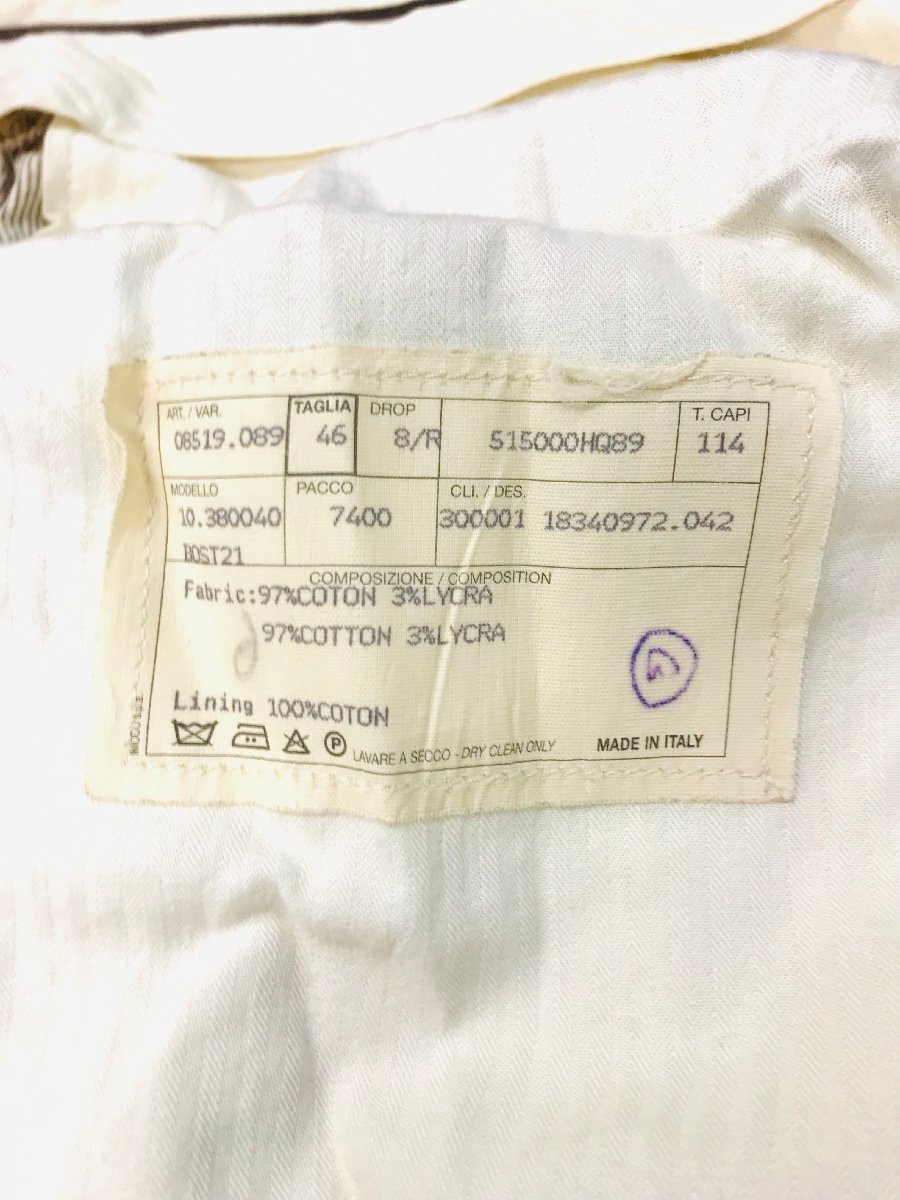 ART. / VAR. TAGLIA DROP T. CAPI
08519.089 46 8/R 515000HQ89 114
MODELLO PACCO CLI. / DES.
10.380040 7400 300001 18340972.042
BOST21
COMPOSIZIONE / COMPOSITION
Fabric:97%COTON 3%LYCRA
97%COTTON 3%LYCRA
Lining 100%COTON
P LAVARE A SECCO - DRY CLEAN ONLY MADE IN ITALY